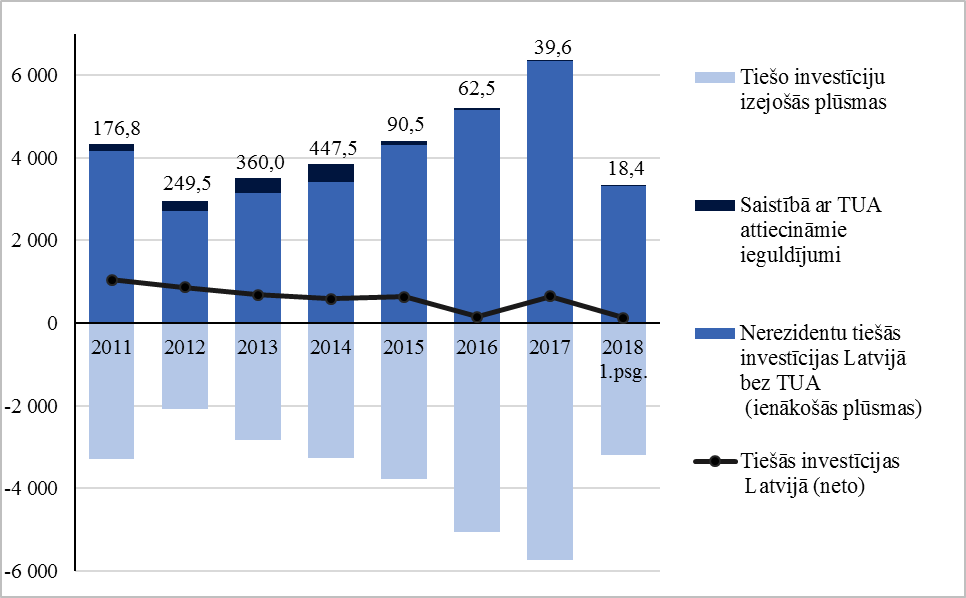 39,6
6 000
62,5
90,5
176,8
447,5
4 000
360,0
249,5
18,4
2 000
0
2011 2012 2013 2014 2015 2016 2017 2018
1.psg.
-2 000
-4 000
-6 000
Tiešo investīciju
izejošās plūsmas
Saistībā ar TUA
attiecināmie
ieguldījumi
Nerezidentu tiešās
investīcijas Latvijā
bez TUA
(ienākošās plūsmas)
Tiešās investīcijas
Latvijā (neto)